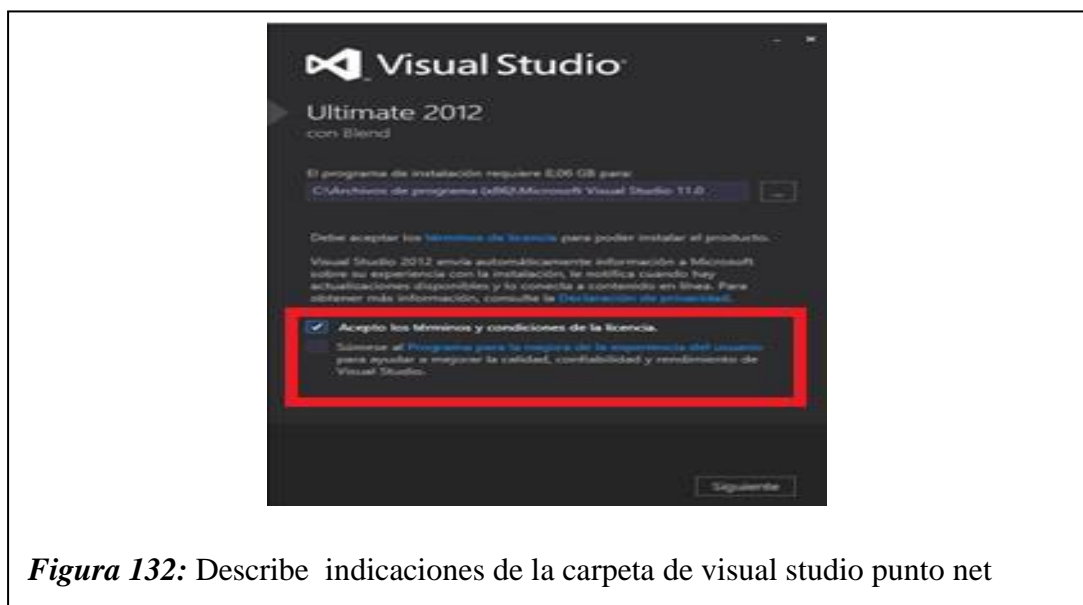 Visual Studio
Ultimate 2012
con Blend
El programa de instalación requiere 8,06 GB para:
C:\Archivos de programa (x86)\Microsoft Visual Studio 11.0
...
Debe aceptar los términos de licencia para poder instalar el producto.
Visual Studio 2012 envía automáticamente información a Microsoft
sobre su experiencia con la instalación, le notifica cuando hay
actualizaciones disponibles y lo conecta a contenido en línea. Para
obtener más información, consulte la Declaración de privacidad.
Acepto los términos y condiciones de la licencia.
Súmese al Programa para la mejora de la experiencia del usuario
para ayudar a mejorar la calidad, confiabilidad y rendimiento de
Visual Studio.
Siguiente
Figura 132: Describe indicaciones de la carpeta de visual studio punto net